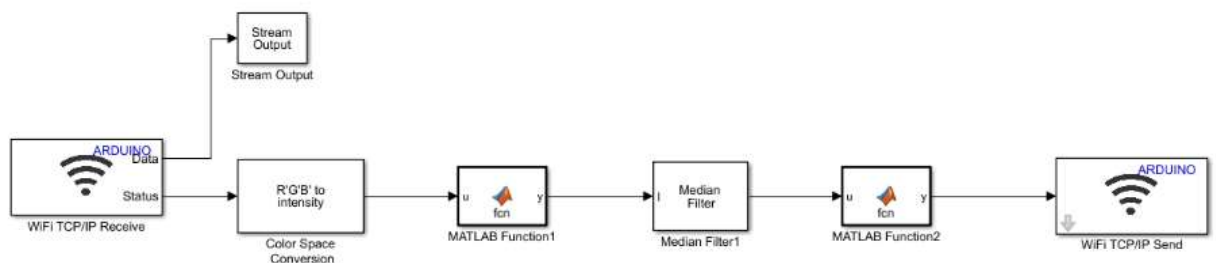 Stream
Output
Stream Output
ARDUINO
Data
Status
WiFi TCP/IP Receive
R'G'B' to
intensity
Color Space
Conversion
u
fcn
y
MATLAB Function1
I
Median
Filter
Median Filter1
u
fcn
y
MATLAB Function2
ARDUINO
WiFi TCP/IP Send